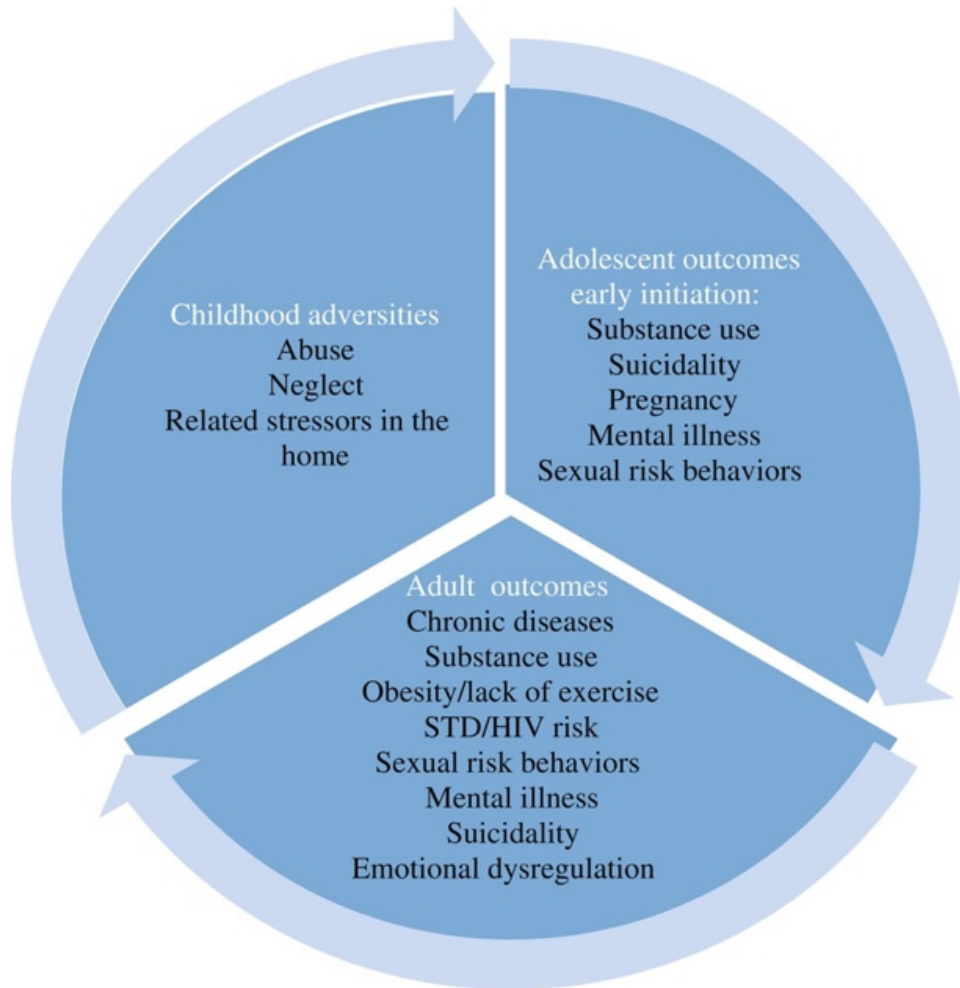 Childhood adversities
Abuse
Neglect
Related stressors in the
home
Adolescent outcomes
early initiation:
Substance use
Suicidality
Pregnancy
Mental illness
Sexual risk behaviors
Adult outcomes
Chronic diseases
Substance use
Obesity/lack of exercise
STD/HIV risk
Sexual risk behaviors
Mental illness
Suicidality
Emotional dysregulation